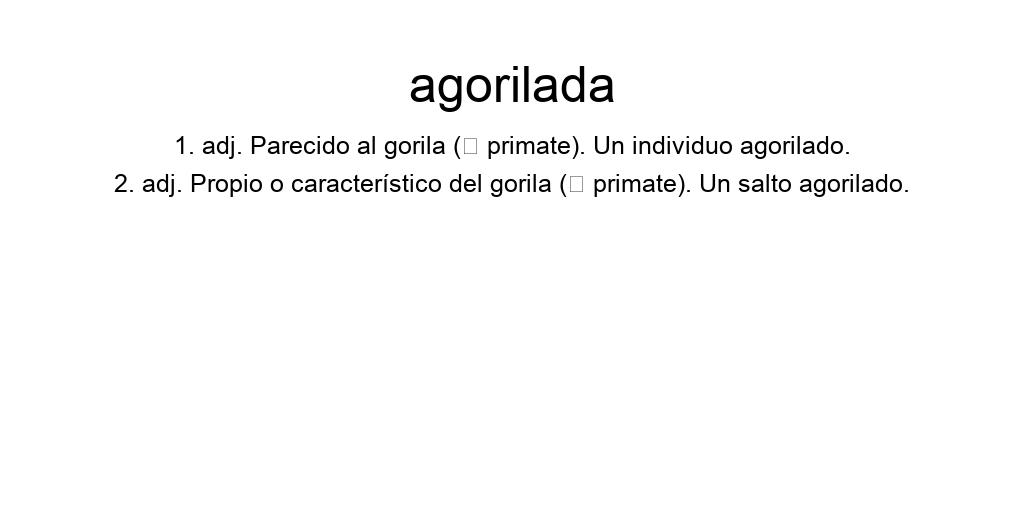 agorilada
1. adj. Parecido al gorila (□ primate). Un individuo agorilado.
2. adj. Propio o característico del gorila (□ primate). Un salto agorilado.